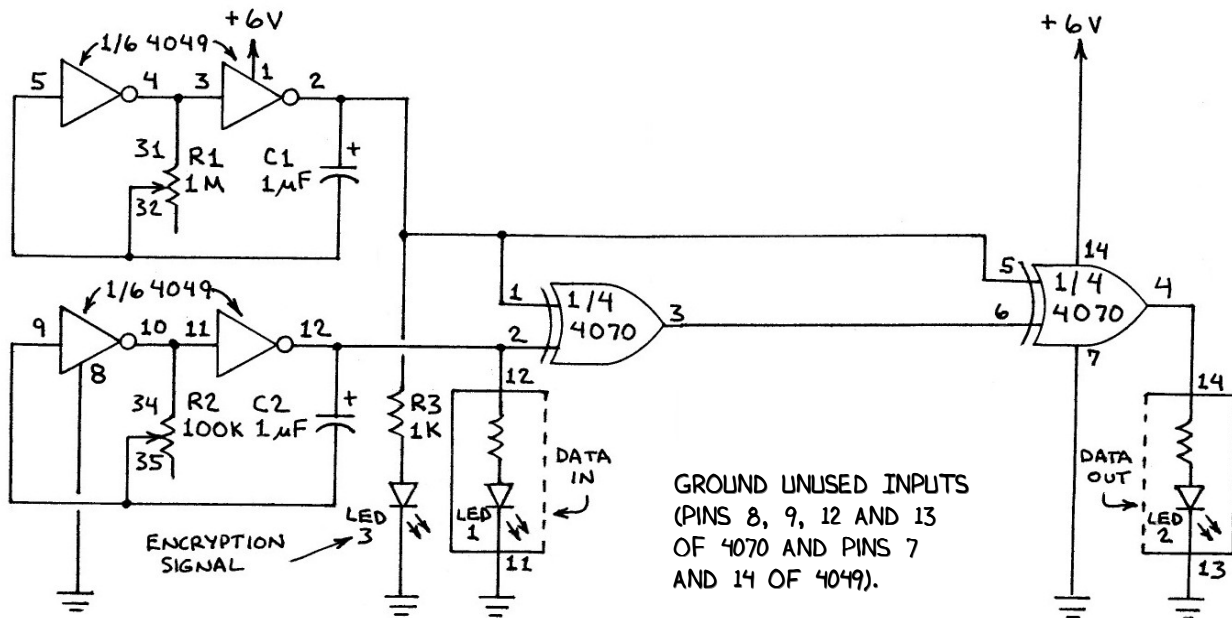 +6V
1/6 4049
5
4
3
1
2
31
R1
1M
32
C1
1µF
+
1/6 4049
9
10
11
12
8
34
R2
100K
35
C2
1µF
+
R3
1K
LED
3
ENCRYPTION
SIGNAL
1
2
1/4
4070
3
12
LED
1
11
DATA
IN
+6V
14
5
6
1/4
4070
4
7
14
DATA
OUT
LED
2
13
GROUND UNUSED INPUTS
(PINS 8, 9, 12 AND 13
OF 4070 AND PINS 7
AND 14 OF 4049).